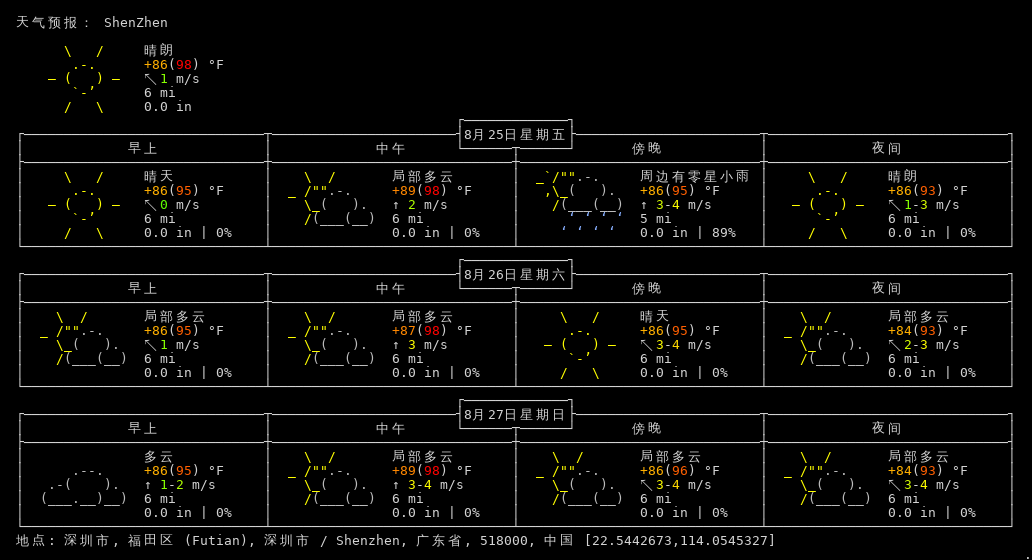 天气预报： ShenZhen
晴朗
+86(98) °F
↖1 m/s
6 mi
0.0 in
8月25日星期五
早上 中午 傍晚 夜间
晴天 局部多云 周边有零星小雨 晴朗
+86(95) °F +89(98) °F +86(95) °F +86(93) °F
↖0 m/s ↑ 2 m/s ↑ 3-4 m/s ↖1-3 m/s
6 mi 6 mi 5 mi 6 mi
0.0 in | 0% 0.0 in | 0% 0.0 in | 89% 0.0 in | 0%
8月26日星期六
早上 中午 傍晚 夜间
局部多云 局部多云 晴天 局部多云
+86(95) °F +87(98) °F +86(95) °F +84(93) °F
↖1 m/s ↑ 3 m/s ↖3-4 m/s ↖2-3 m/s
6 mi 6 mi 6 mi 6 mi
0.0 in | 0% 0.0 in | 0% 0.0 in | 0% 0.0 in | 0%
8月27日星期日
早上 中午 傍晚 夜间
多云 局部多云 局部多云 局部多云
+86(95) °F +89(98) °F +86(96) °F +84(93) °F
↑ 1-2 m/s ↑ 3-4 m/s ↖3-4 m/s ↖3-4 m/s
6 mi 6 mi 6 mi 6 mi
0.0 in | 0% 0.0 in | 0% 0.0 in | 0% 0.0 in | 0%
地点: 深圳市, 福田区 (Futian), 深圳市 / Shenzhen, 广东省, 518000, 中国 [22.5442673,114.0545327]